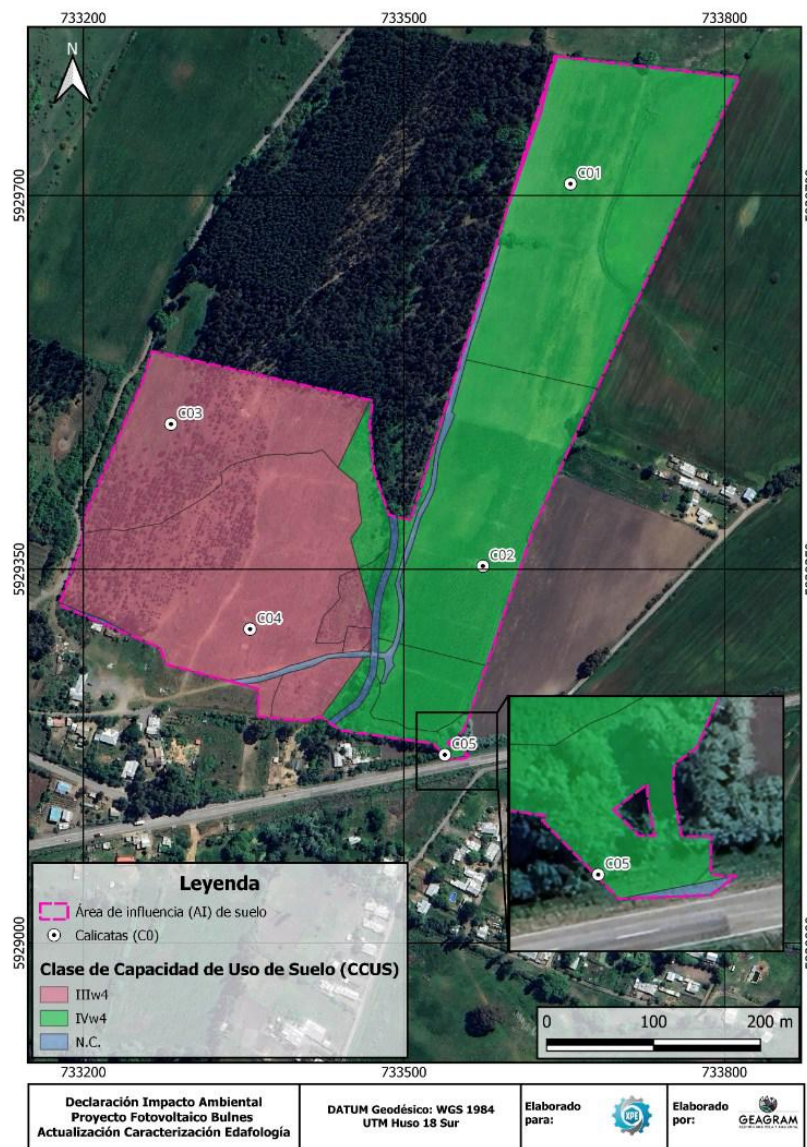 733200 733500 733800
N
C01
5929700
C03
C02
5929350
C04
C05
C05
Leyenda
Área de influencia (AI) de suelo
Calicatas (C0)
Clase de Capacidad de Uso de Suelo (CCUS)
IIIw4
IVw4
N.C.
5929000
0 100 200 m
733200 733500 733800
Declaración Impacto Ambiental
Proyecto Fotovoltaico Bulnes
Actualización Caracterización Edafología
DATUM Geodésico: WGS 1984
UTM Huso 18 Sur
Elaborado
para:
XPE
Elaborado
por:
GEAGRAM